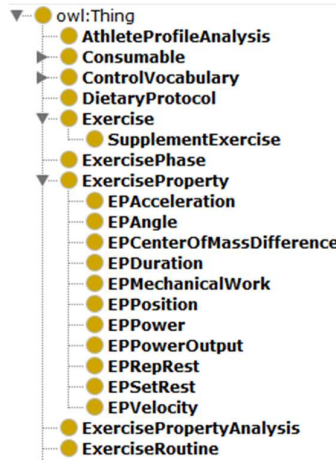 owl:Thing
AthleteProfileAnalysis
Consumable
ControlVocabulary
DietaryProtocol
Exercise
SupplementExercise
ExercisePhase
ExerciseProperty
EPAcceleration
EPAngle
EPCenterOfMassDifference
EPDuration
EPMechanicalWork
EPPosition
EPPower
EPPowerOutput
EPRepRest
EPSetRest
EPVelocity
ExercisePropertyAnalysis
ExerciseRoutine